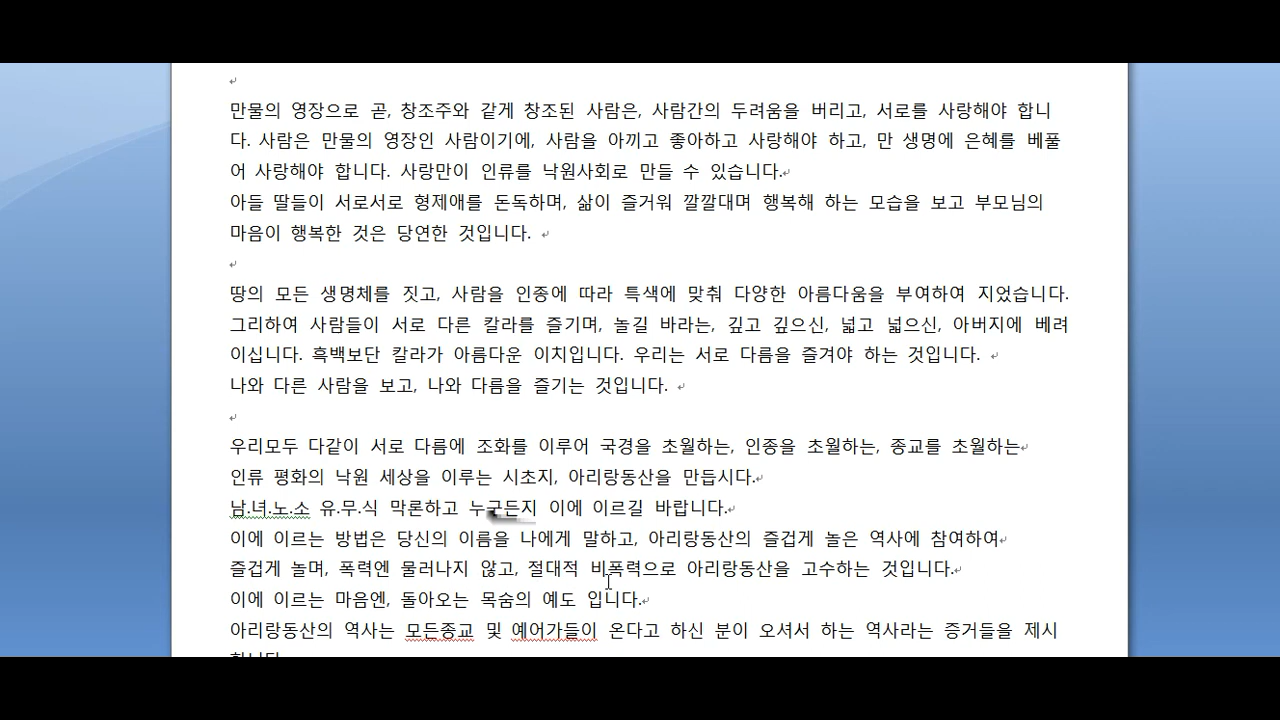 만물의 영장으로 곧, 창조주와 같게 창조된 사람은, 사람간의 두려움을 버리고, 서로를 사랑해야 합니
다. 사람은 만물의 영장인 사람이기에, 사람을 아끼고 좋아하고 사랑해야 하고, 만 생명에 은혜를 베풀
어 사랑해야 합니다. 사랑만이 인류를 낙원사회로 만들 수 있습니다.
아들 딸들이 서로서로 형제애를 돈독하며, 삶이 즐거워 깔깔대며 행복해 하는 모습을 보고 부모님의
마음이 행복한 것은 당연한 것입니다.
땅의 모든 생명체를 짓고, 사람을 인종에 따라 특색에 맞춰 다양한 아름다움을 부여하여 지었습니다.
그리하여 사람들이 서로 다른 칼라를 즐기며, 놀길 바라는, 깊고 깊으신, 넓고 넓으신, 아버지에 베려
이십니다. 흑백보단 칼라가 아름다운 이치입니다. 우리는 서로 다름을 즐겨야 하는 것입니다.
나와 다른 사람을 보고, 나와 다름을 즐기는 것입니다.
우리모두 다같이 서로 다름에 조화를 이루어 국경을 초월하는, 인종을 초월하는, 종교를 초월하는
인류 평화의 낙원 세상을 이루는 시초지, 아리랑동산을 만듭시다.
남.녀.노.소 유.무.식 막론하고 누구든지 이에 이르길 바랍니다.
이에 이르는 방법은 당신의 이름을 나에게 말하고, 아리랑동산의 즐겁게 놀은 역사에 참여하여
즐겁게 놀며, 폭력엔 물러나지 않고, 절대적 비폭력으로 아리랑동산을 고수하는 것입니다.
이에 이르는 마음엔, 돌아오는 목숨의 예도 입니다.
아리랑동산의 역사는 모든종교 및 예어가들이 온다고 하신 분이 오셔서 하는 역사라는 증거들을 제시